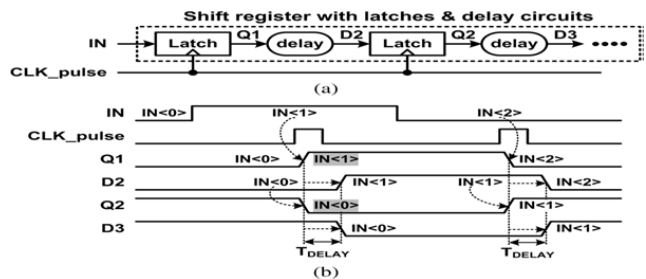 Shift register with latches & delay circuits
IN Latch Q1 delay D2 Latch Q2 delay D3
CLK_pulse
(a)
IN IN<0> IN<1> IN<2>
CLK_pulse
Q1 IN<0> IN<1> IN<2>
D2 IN<0> IN<1> IN<1> IN<2>
Q2 IN<0> IN<1>
D3 IN<0> IN<1>
TDELAY TDELAY
(b)